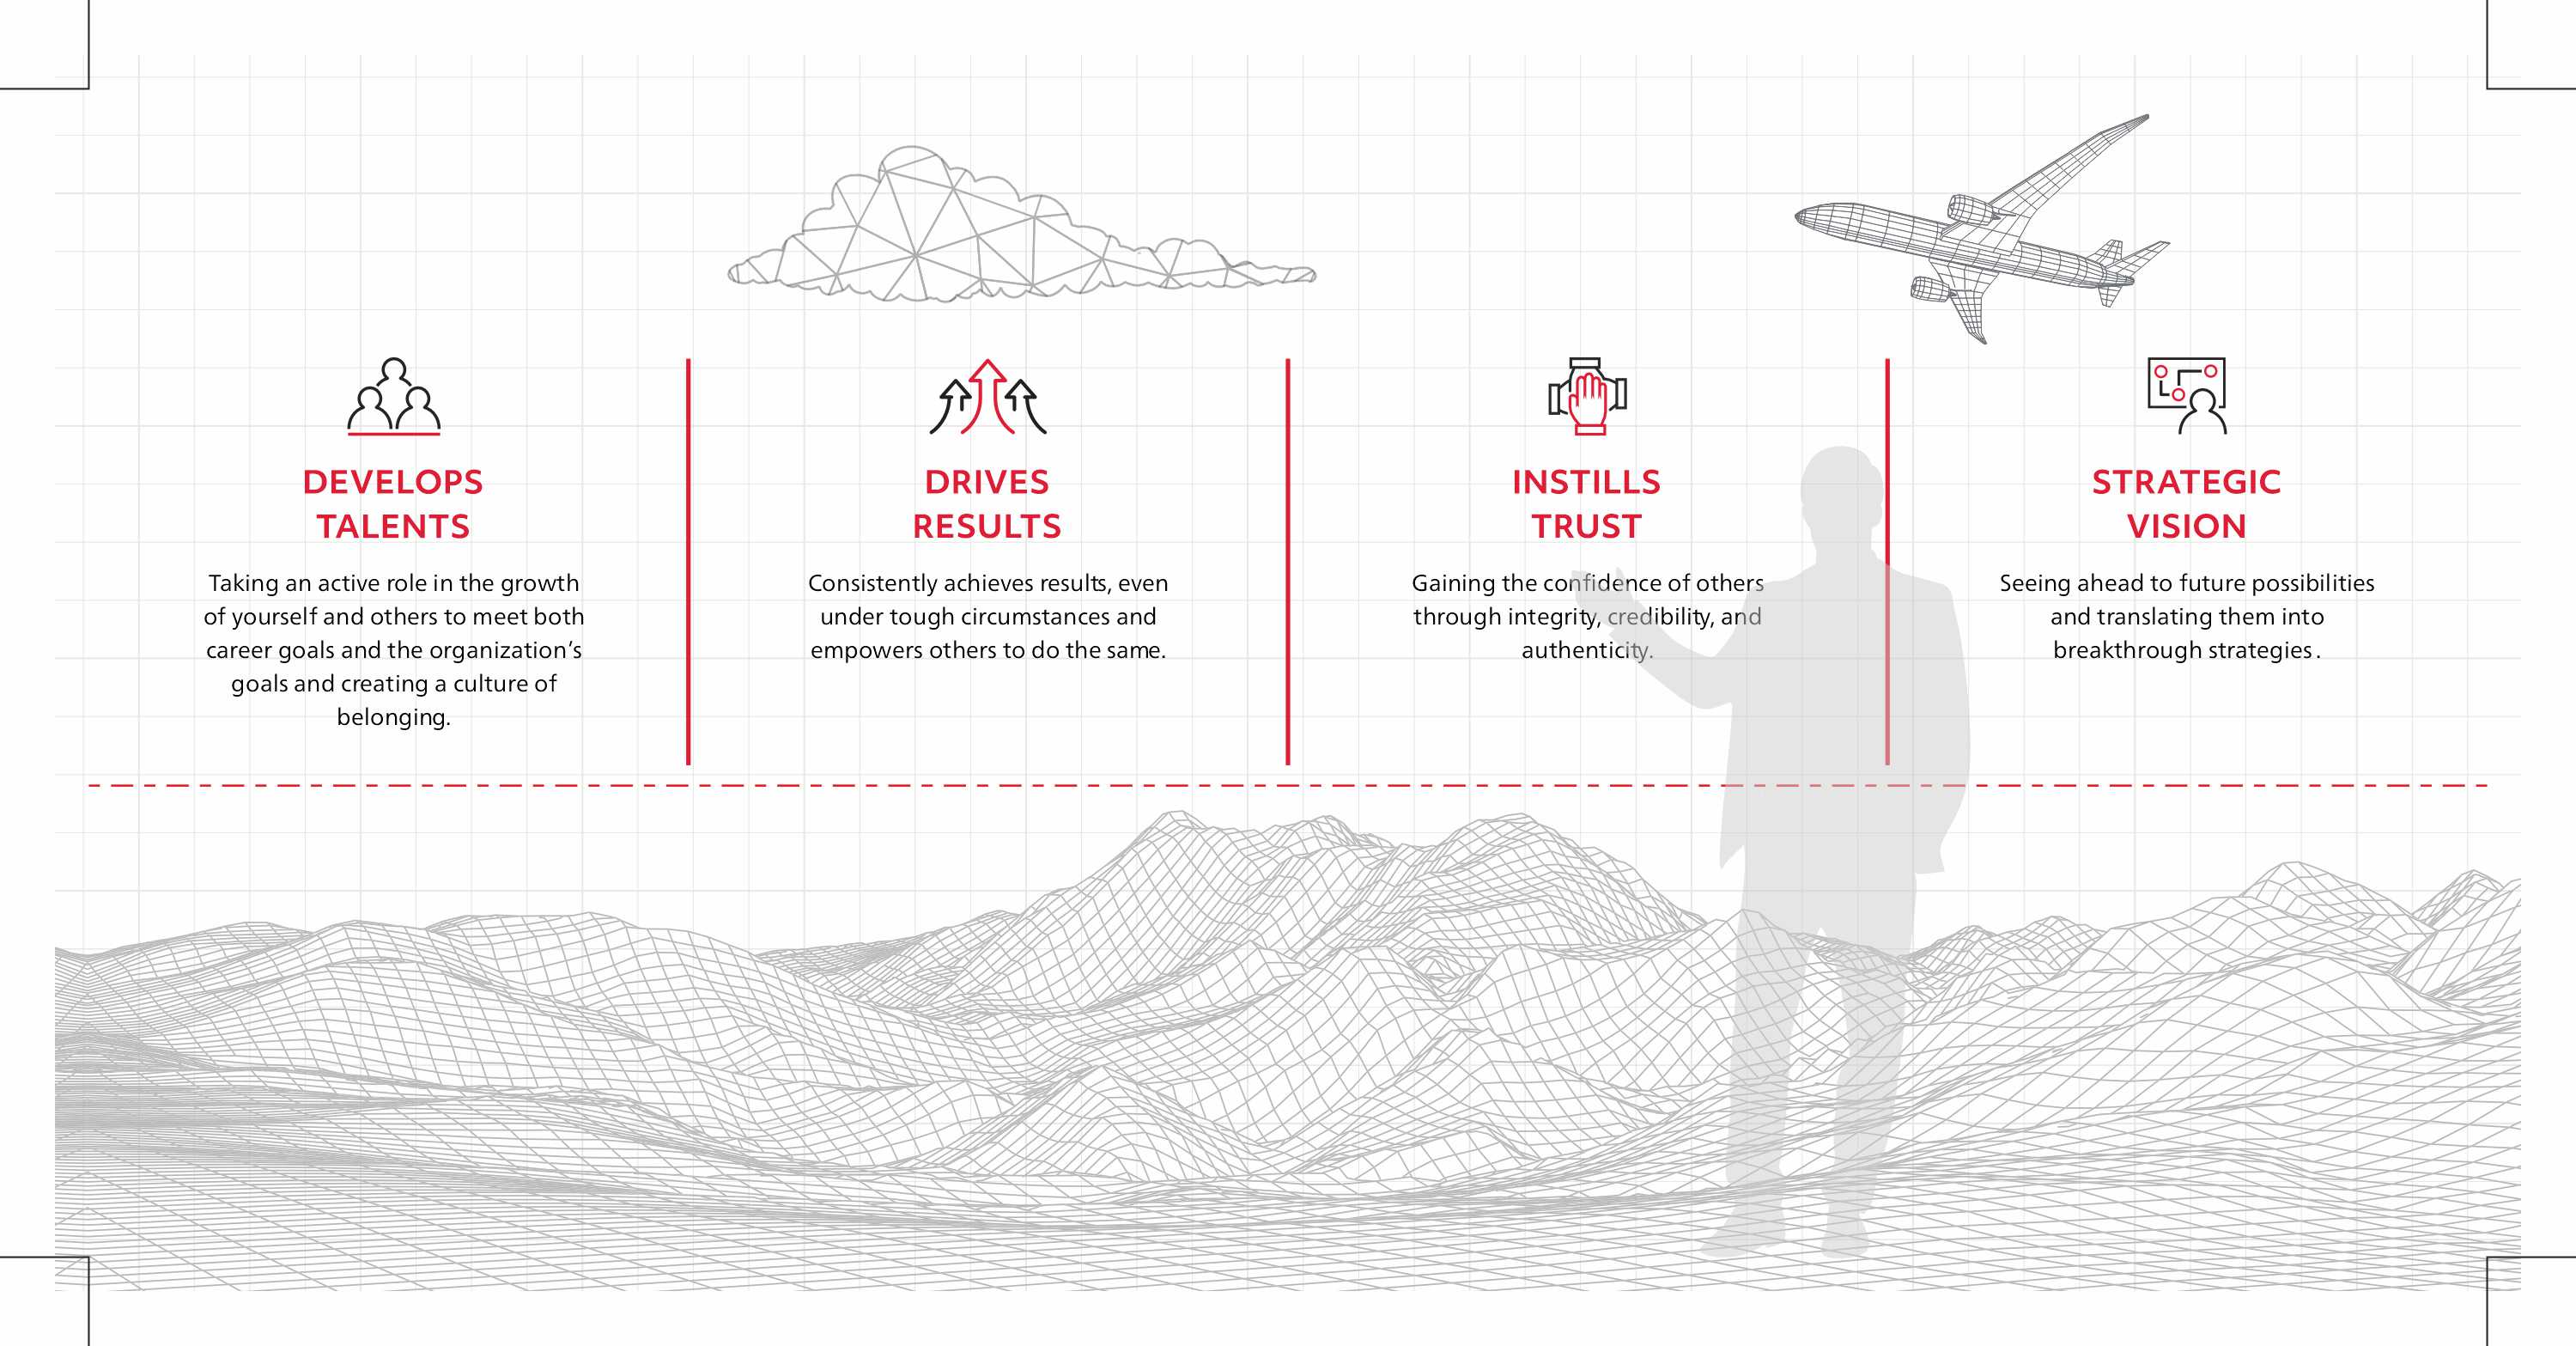 DEVELOPS
TALENTS
Taking an active role in the growth
of yourself and others to meet both
career goals and the organization's
goals and creating a culture of
belonging.
DRIVES
RESULTS
Consistently achieves results, even
under tough circumstances and
empowers others to do the same.
INSTILLS
TRUST
Gaining the confidence of others
through integrity, credibility, and
authenticity.
STRATEGIC
VISION
Seeing ahead to future possibilities
and translating them into
breakthrough strategies.